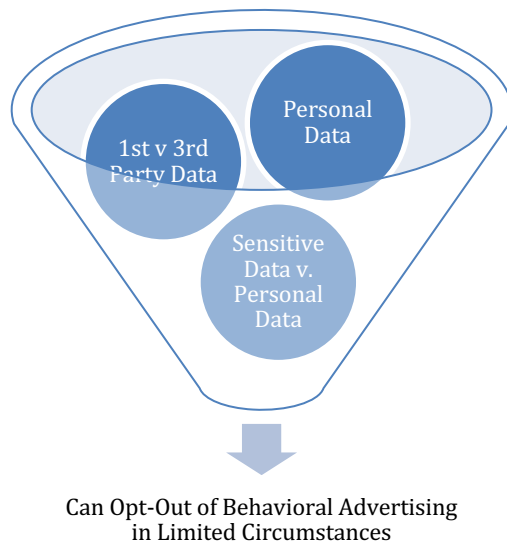 Personal
Data
1st v 3rd
Party Data
Sensitive
Data v.
Personal
Data
Can Opt-Out of Behavioral Advertising
in Limited Circumstances